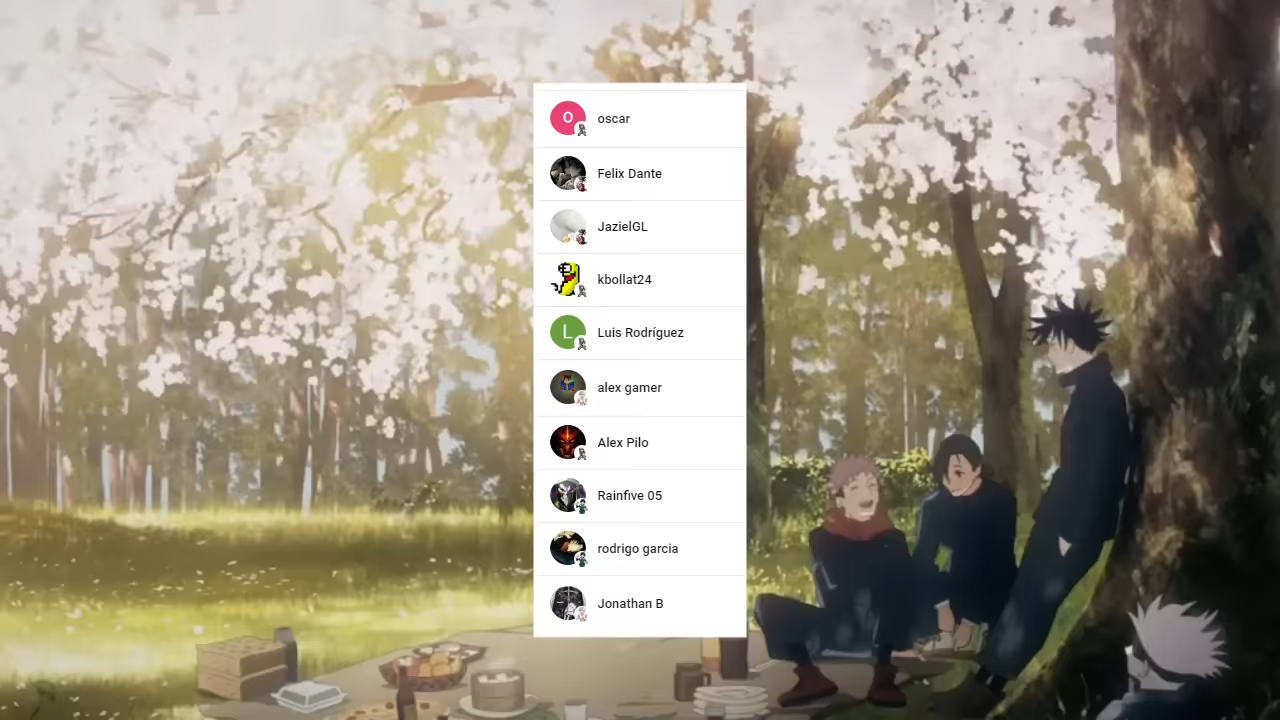 O oscar
Felix Dante
JazielGL
kbollat24
L Luis Rodríguez
alex gamer
Alex Pilo
Rainfive 05
rodrigo garcia
Jonathan B